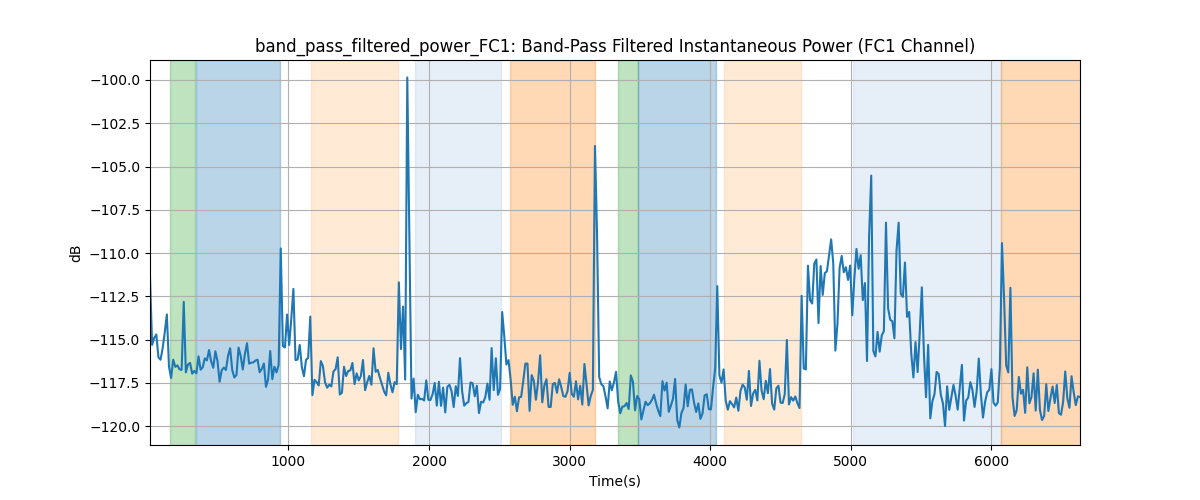 band_pass_filtered_power_FC1: Band-Pass Filtered Instantaneous Power (FC1 Channel)
−100.0
−102.5
−105.0
−107.5
−110.0
−112.5
−115.0
−117.5
−120.0
dB
1000 2000 3000 4000 5000 6000
Time(s)